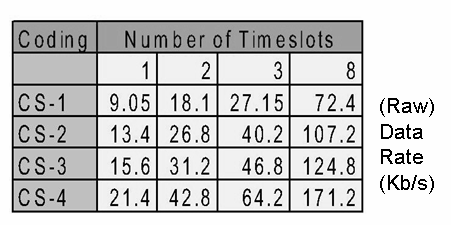 Coding Number of Timeslots
1 2 3 8
CS-1 9.05 18.1 27.15 72.4
CS-2 13.4 26.8 40.2 107.2
CS-3 15.6 31.2 46.8 124.8
CS-4 21.4 42.8 64.2 171.2
(Raw)
Data
Rate
(Kb/s)